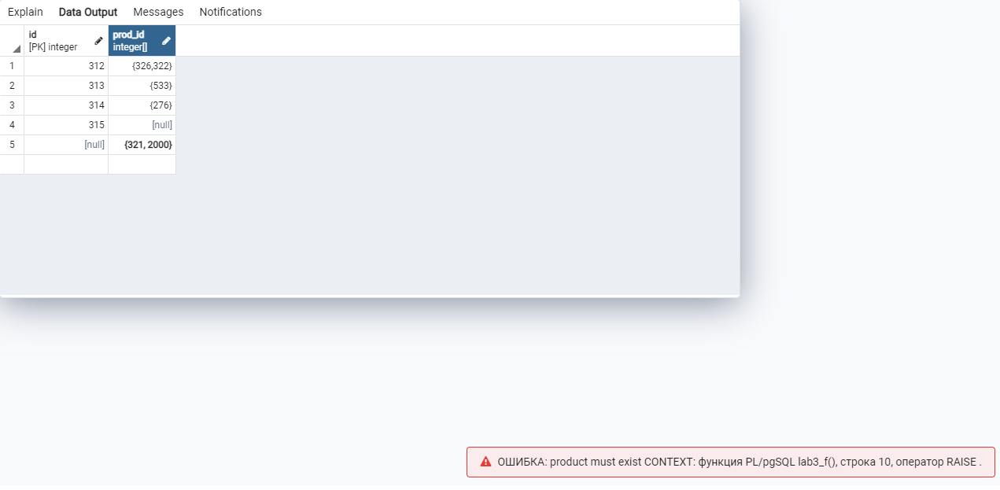 Explain Data Output Messages Notifications
id prod_id
[PK] integer integer[]
1 312 {326,322}
2 313 {533}
3 314 {276}
4 315 [null]
5 [null] {321, 2000}
ОШИБКА: product must exist CONTEXT: функция PL/pgSQL lab3_f(), строка 10, оператор RAISE .